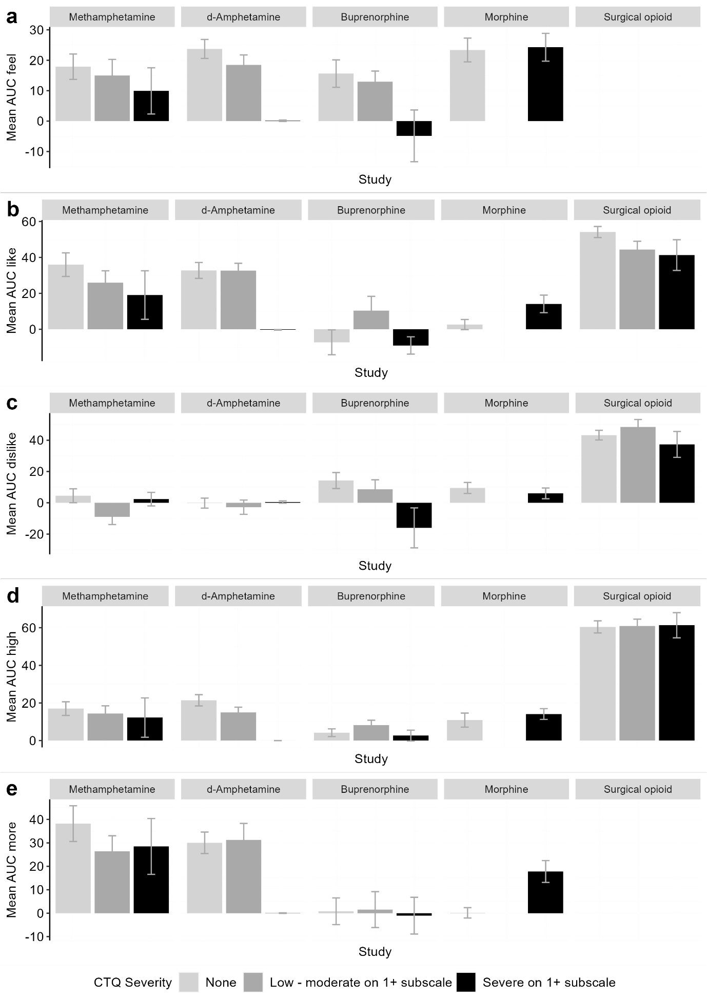 a
Methamphetamine d-Amphetamine Buprenorphine Morphine Surgical opioid
Mean AUC feel
30
20
10
0
-10
Study
b
Methamphetamine d-Amphetamine Buprenorphine Morphine Surgical opioid
Mean AUC like
60
40
20
0
Study
c
Methamphetamine d-Amphetamine Buprenorphine Morphine Surgical opioid
Mean AUC dislike
40
20
0
-20
Study
d
Methamphetamine d-Amphetamine Buprenorphine Morphine Surgical opioid
Mean AUC high
60
40
20
0
Study
e
Methamphetamine d-Amphetamine Buprenorphine Morphine Surgical opioid
Mean AUC more
40
30
20
10
0
-10
Study
CTQ Severity None Low - moderate on 1+ subscale Severe on 1+ subscale